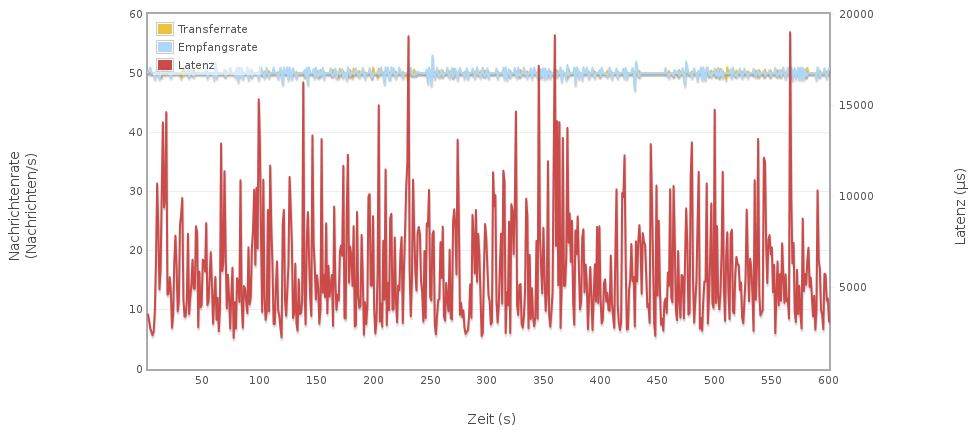 60
50
40
30
20
10
0
20000
15000
10000
5000
Transferrate
Empfangsrate
Latenz
Nachrichtenrate
(Nachrichten/s)
Latenz (µs)
50 100 150 200 250 300 350 400 450 500 550 600
Zeit (s)